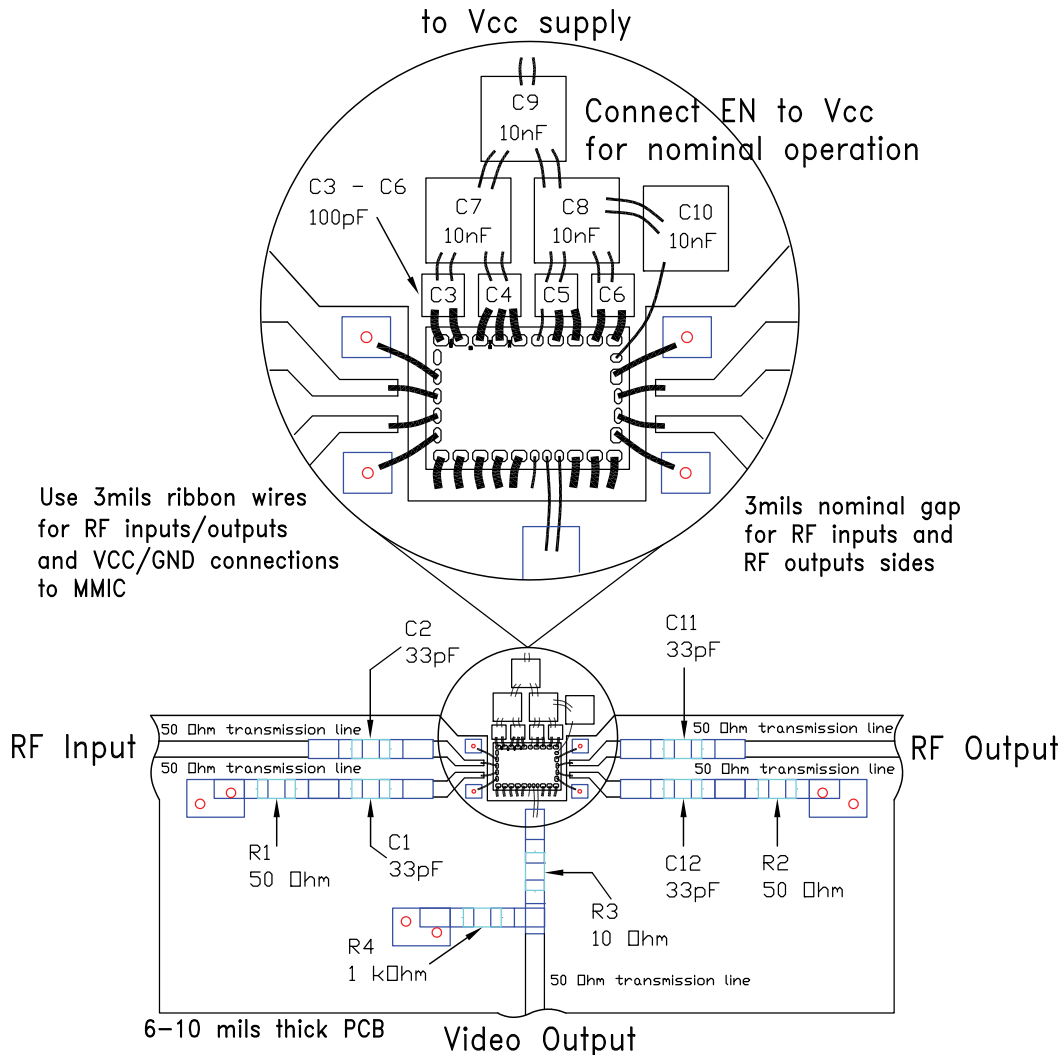 to Vcc supply
C9
10nF
Connect EN to Vcc
for nominal operation
C3 - C6
100pF
C7
10nF
C8
10nF
C10
10nF
C3
C4
C5
C6
Use 3mils ribbon wires
for RF inputs/outputs
and VCC/GND connections
to MMIC
3mils nominal gap
for RF inputs and
RF outputs sides
C2
33pF
C11
33pF
50 Ohm transmission line
50 Ohm transmission line
RF Input
RF Output
50 Ohm transmission line
50 Ohm transmission line
R1
50 Ohm
C1
33pF
C12
33pF
R2
50 Ohm
R3
10 Ohm
R4
1 kOhm
50 Ohm transmission line
6-10 mils thick PCB
Video Output